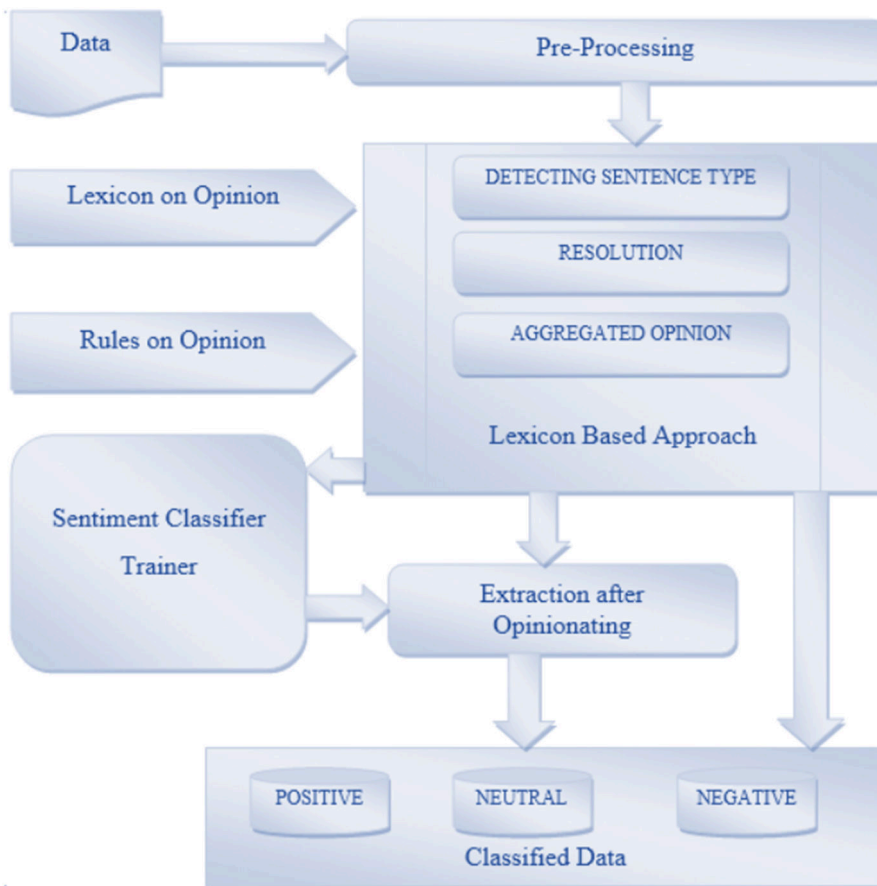 Data
Pre-Processing
Lexicon on Opinion
DETECTING SENTENCE TYPE
RESOLUTION
Rules on Opinion
AGGREGATED OPINION
Lexicon Based Approach
Sentiment Classifier
Trainer
Extraction after
Opinionating
POSITIVE
NEUTRAL
NEGATIVE
Classified Data